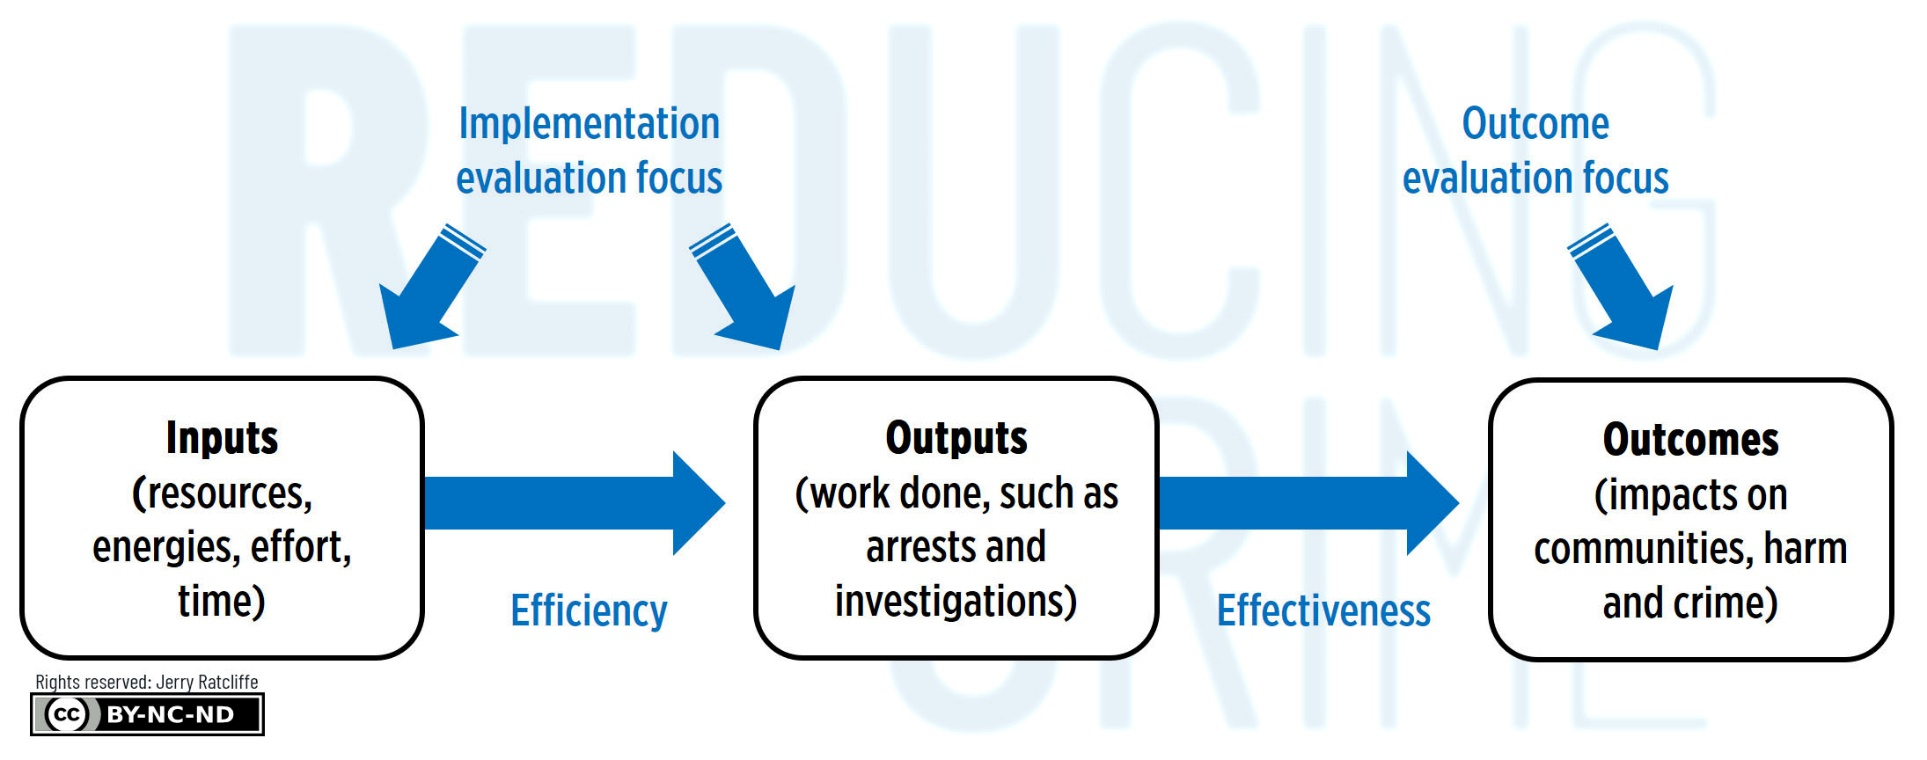 REDUCING
CRIME
Implementation
evaluation focus
Outcome
evaluation focus
Inputs
(resources,
energies, effort,
time)
Efficiency
Outputs
(work done, such as
arrests and
investigations)
Effectiveness
Outcomes
(impacts on
communities, harm
and crime)
Rights reserved: Jerry Ratcliffe
cc BY-NC-ND